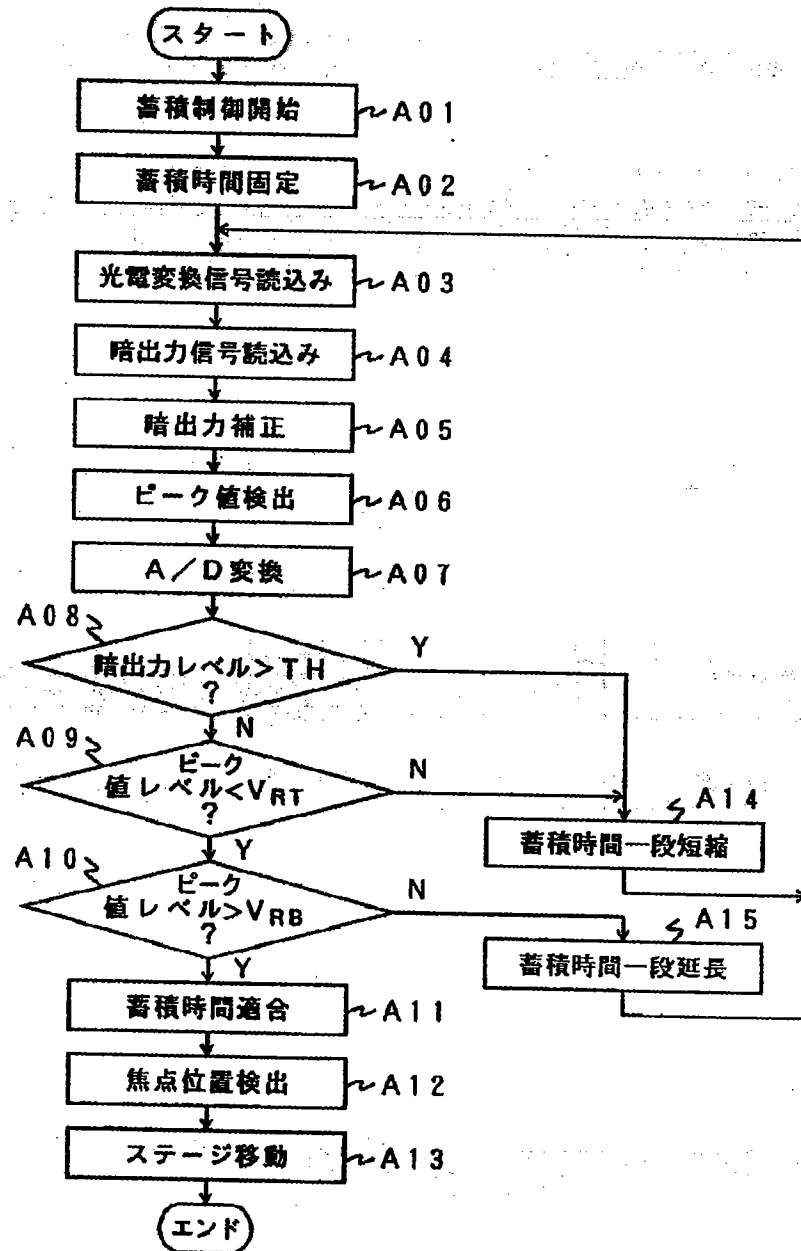 スタート
蓄積制御開始 A01
蓄積時間固定 A02
光電変換信号読込み A03
暗出力信号読込み A04
暗出力補正 A05
ピーク値検出 A06
A/D変換 A07
A08
暗出力レベル>TH
?
Y
N
A09
ピーク
値レベル<VRT
?
N
Y
A14
蓄積時間一段短縮
A10
ピーク
値レベル>VRB
?
N
Y
A15
蓄積時間一段延長
蓄積時間適合 A11
焦点位置検出 A12
ステージ移動 A13
エンド